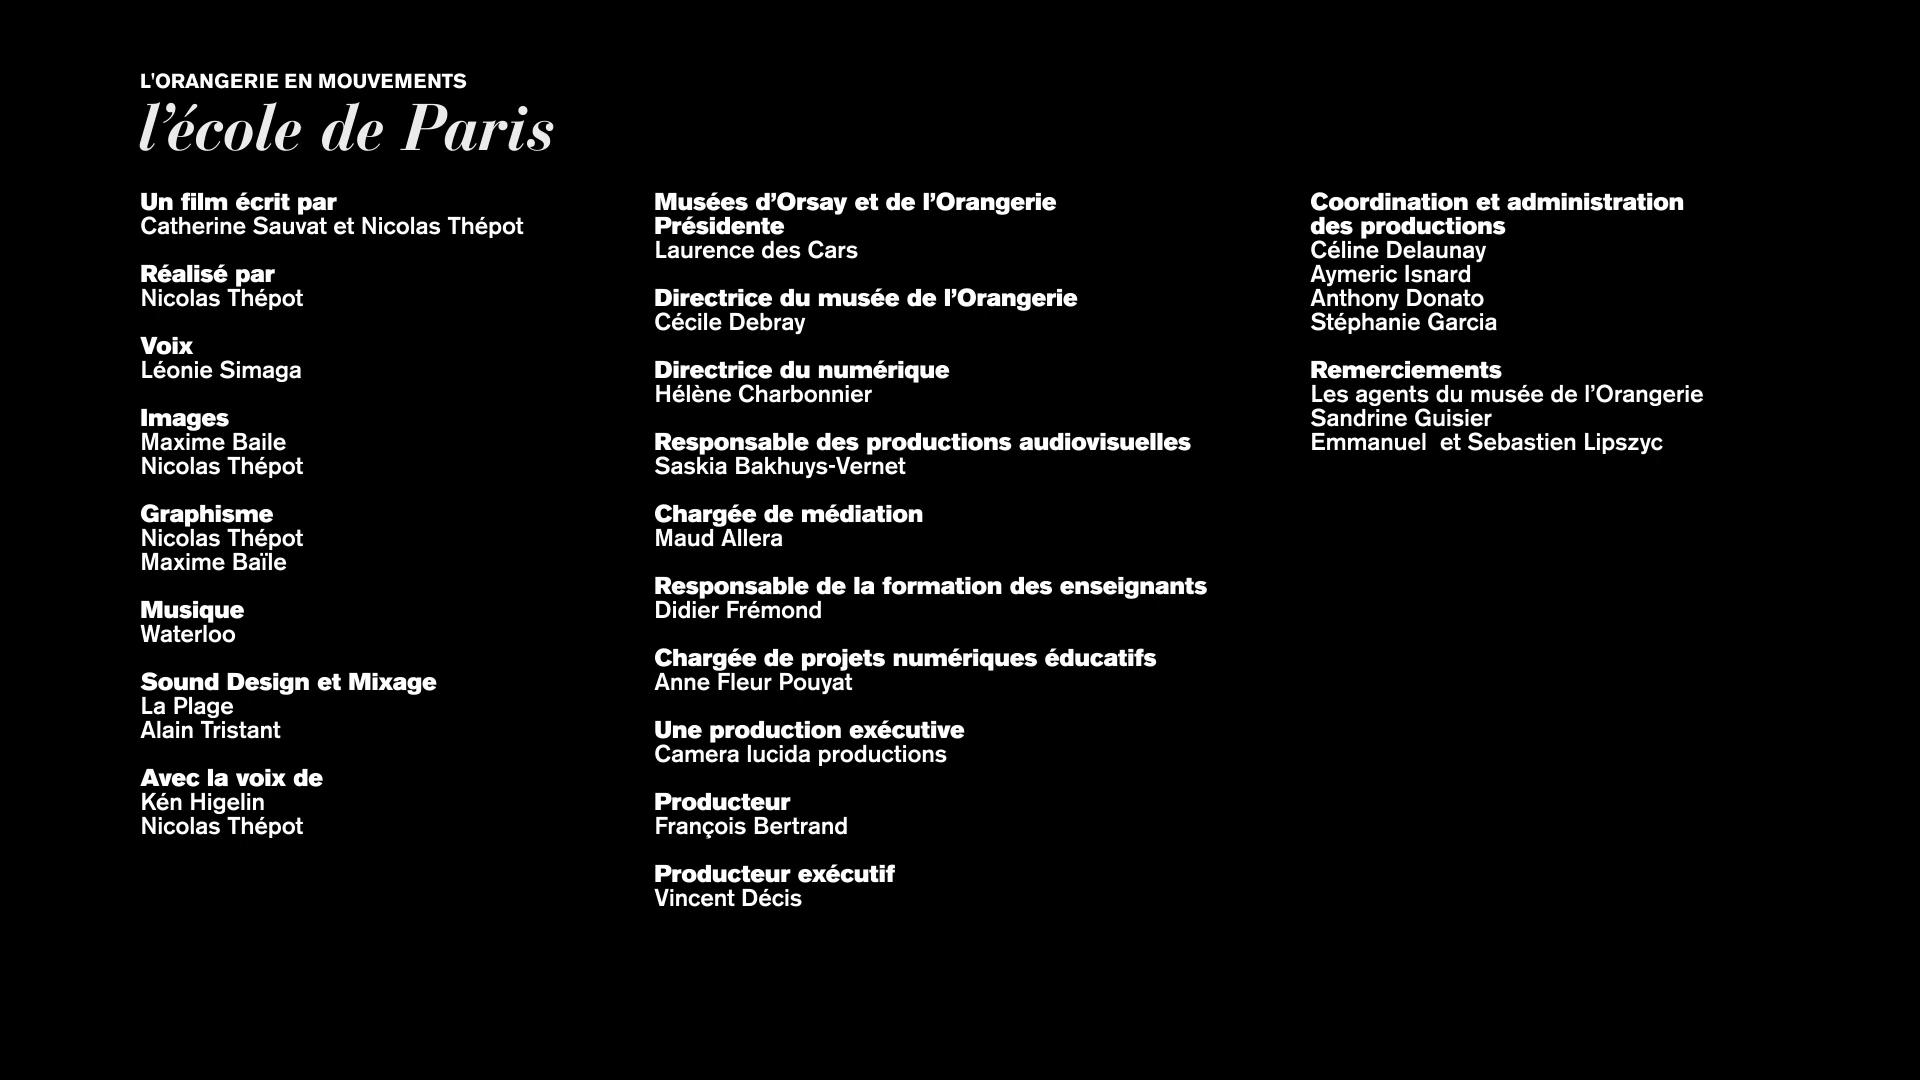 L'ORANGERIE EN MOUVEMENTS
l’école de Paris
Un film écrit par
Catherine Sauvat et Nicolas Thépot
Réalisé par
Nicolas Thépot
Voix
Léonie Simaga
Images
Maxime Baile
Nicolas Thépot
Graphisme
Nicolas Thépot
Maxime Baïle
Musique
Waterloo
Sound Design et Mixage
La Plage
Alain Tristant
Avec la voix de
Kén Higelin
Nicolas Thépot
Musées d’Orsay et de l’Orangerie
Présidente
Laurence des Cars
Directrice du musée de l’Orangerie
Cécile Debray
Directrice du numérique
Hélène Charbonnier
Responsable des productions audiovisuelles
Saskia Bakhuys-Vernet
Chargée de médiation
Maud Allera
Responsable de la formation des enseignants
Didier Frémond
Chargée de projets numériques éducatifs
Anne Fleur Pouyat
Une production exécutive
Camera lucida productions
Producteur
François Bertrand
Producteur exécutif
Vincent Décis
Coordination et administration
des productions
Céline Delaunay
Aymeric Isnard
Anthony Donato
Stéphanie Garcia
Remerciements
Les agents du musée de l’Orangerie
Sandrine Guisier
Emmanuel  et Sebastien Lipszyc